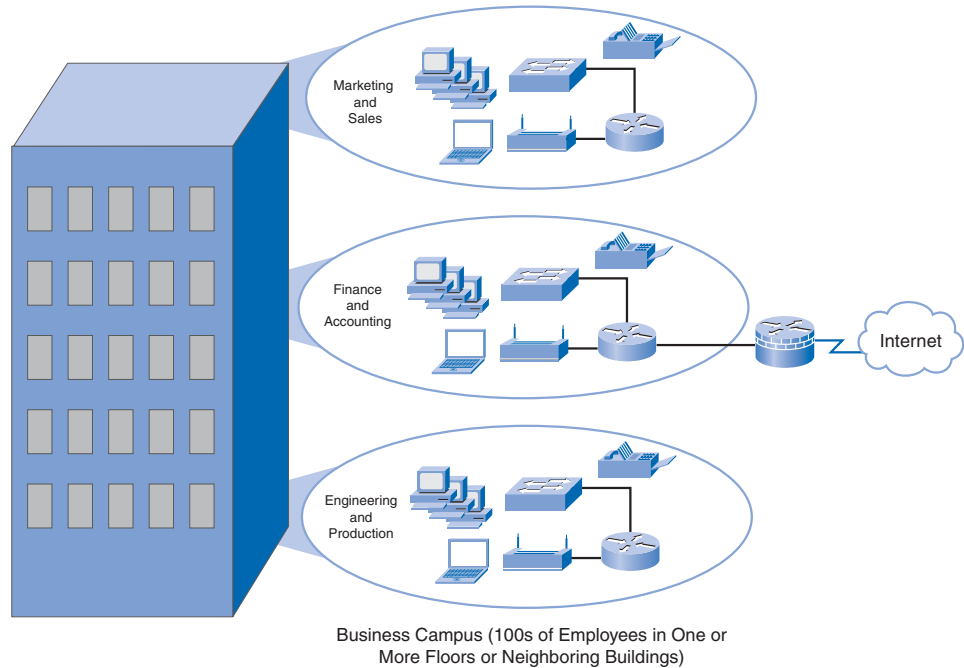 Marketing
and
Sales
Finance
and
Accounting
Internet
Engineering
and
Production
Business Campus (100s of Employees in One or
More Floors or Neighboring Buildings)